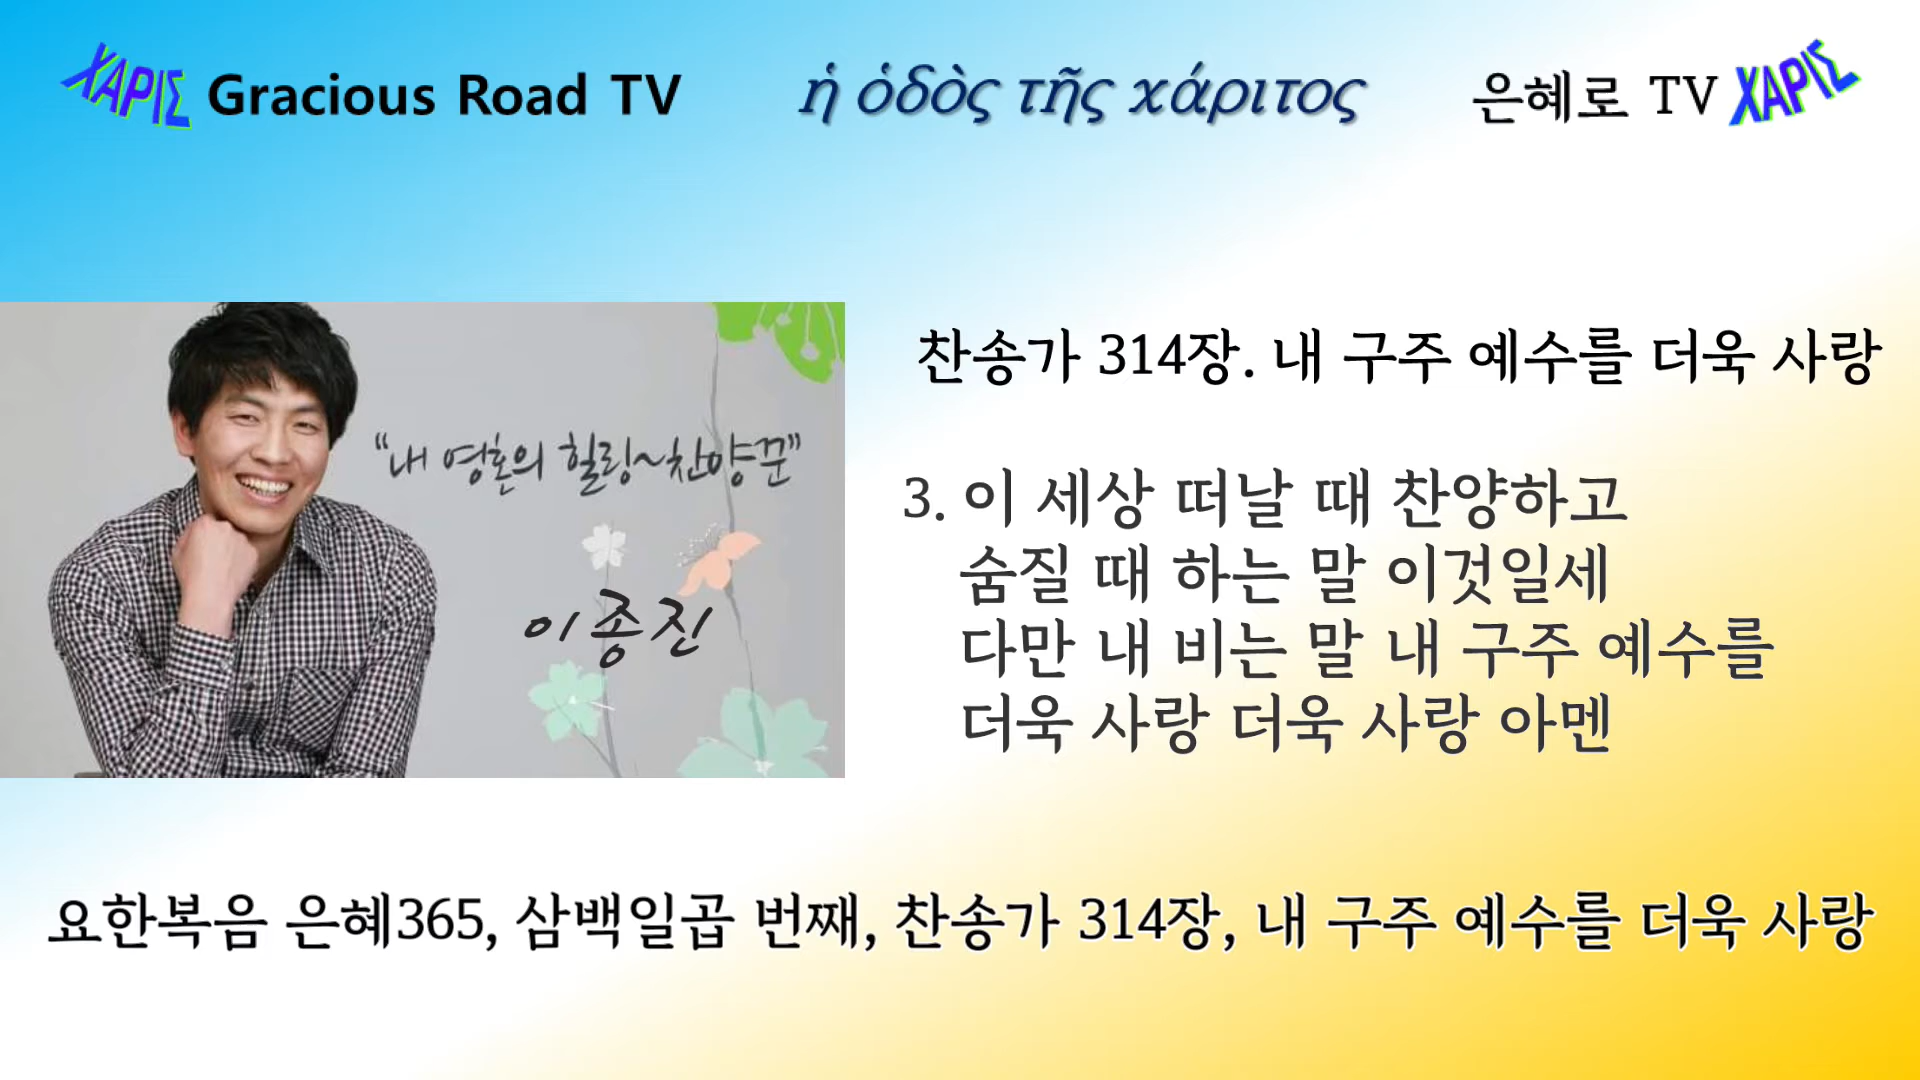 ΧΑΡΙΣ Gracious Road TV ἡ ὁδὸς τῆς χάριτος 은혜로 TV ΧΑΡΙΣ
"내 영혼의 힐링~찬양꾼"
이종진
찬송가 314장. 내 구주 예수를 더욱 사랑
3. 이 세상 떠날 때 찬양하고
숨질 때 하는 말 이것일세
다만 내 비는 말 내 구주 예수를
더욱 사랑 더욱 사랑 아멘
요한복음 은혜365, 삼백일곱 번째, 찬송가 314장, 내 구주 예수를 더욱 사랑